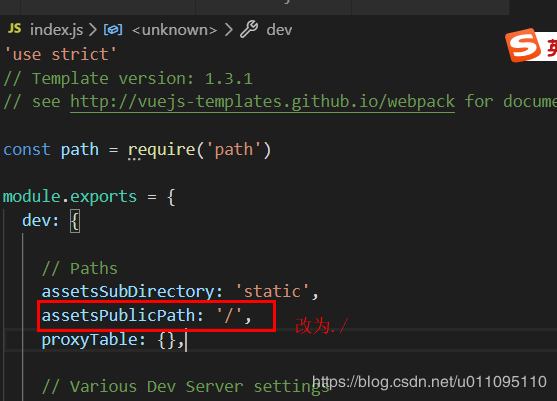 JS index.js > <unknown> > dev
'use strict'
// Template version: 1.3.1
// see http://vuejs-templates.github.io/webpack for docume
const path = require('path')
module.exports = {
dev: {
// Paths
assetsSubDirectory: 'static',
assetsPublicPath: '/', 改为./
proxyTable: {},
// Various Dev Server settings
https://blog.csdn.net/u011095110
S 英